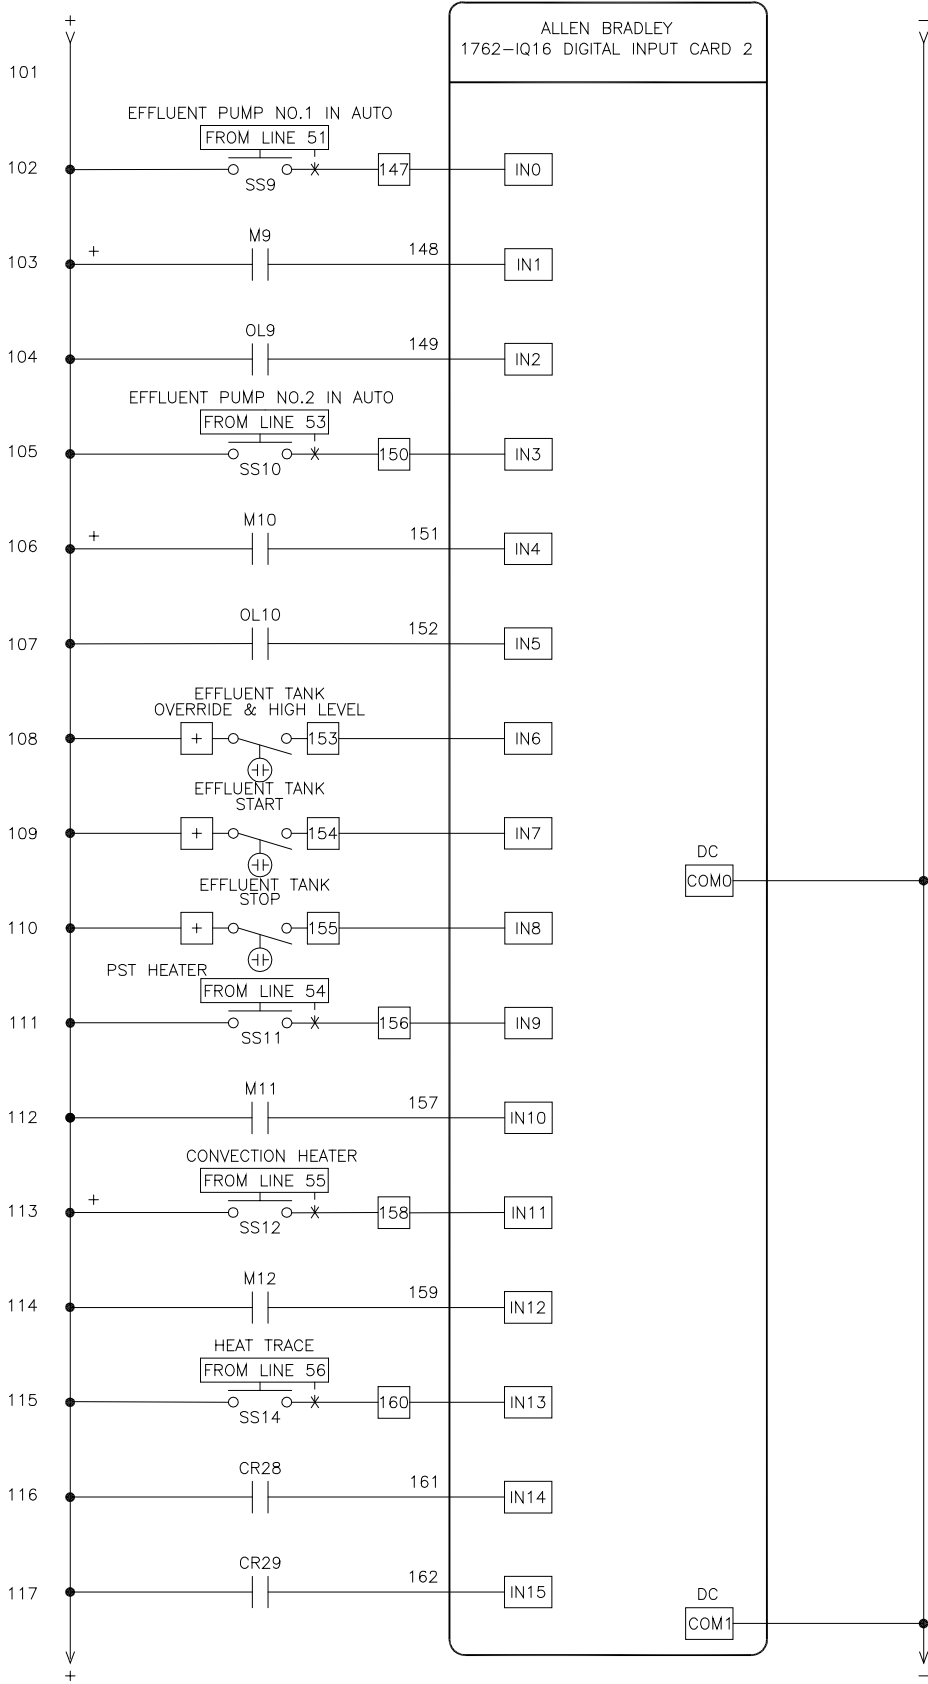 + −
ALLEN BRADLEY
1762-IQ16 DIGITAL INPUT CARD 2
101
EFFLUENT PUMP NO.1 IN AUTO
FROM LINE 51
102 SS9 147 IN0
M9
103 + 148 IN1
OL9
104 149 IN2
EFFLUENT PUMP NO.2 IN AUTO
FROM LINE 53
105 SS10 150 IN3
M10
106 + 151 IN4
OL10
107 152 IN5
EFFLUENT TANK
OVERRIDE & HIGH LEVEL
108 + 153 IN6
EFFLUENT TANK
START
109 + 154 IN7
DC
COM0
EFFLUENT TANK
STOP
110 + 155 IN8
PST HEATER
FROM LINE 54
111 SS11 156 IN9
M11
112 157 IN10
CONVECTION HEATER
FROM LINE 55
113 + SS12 158 IN11
M12
114 159 IN12
HEAT TRACE
FROM LINE 56
115 SS14 160 IN13
CR28
116 161 IN14
CR29
117 162 IN15
DC
COM1
+ −